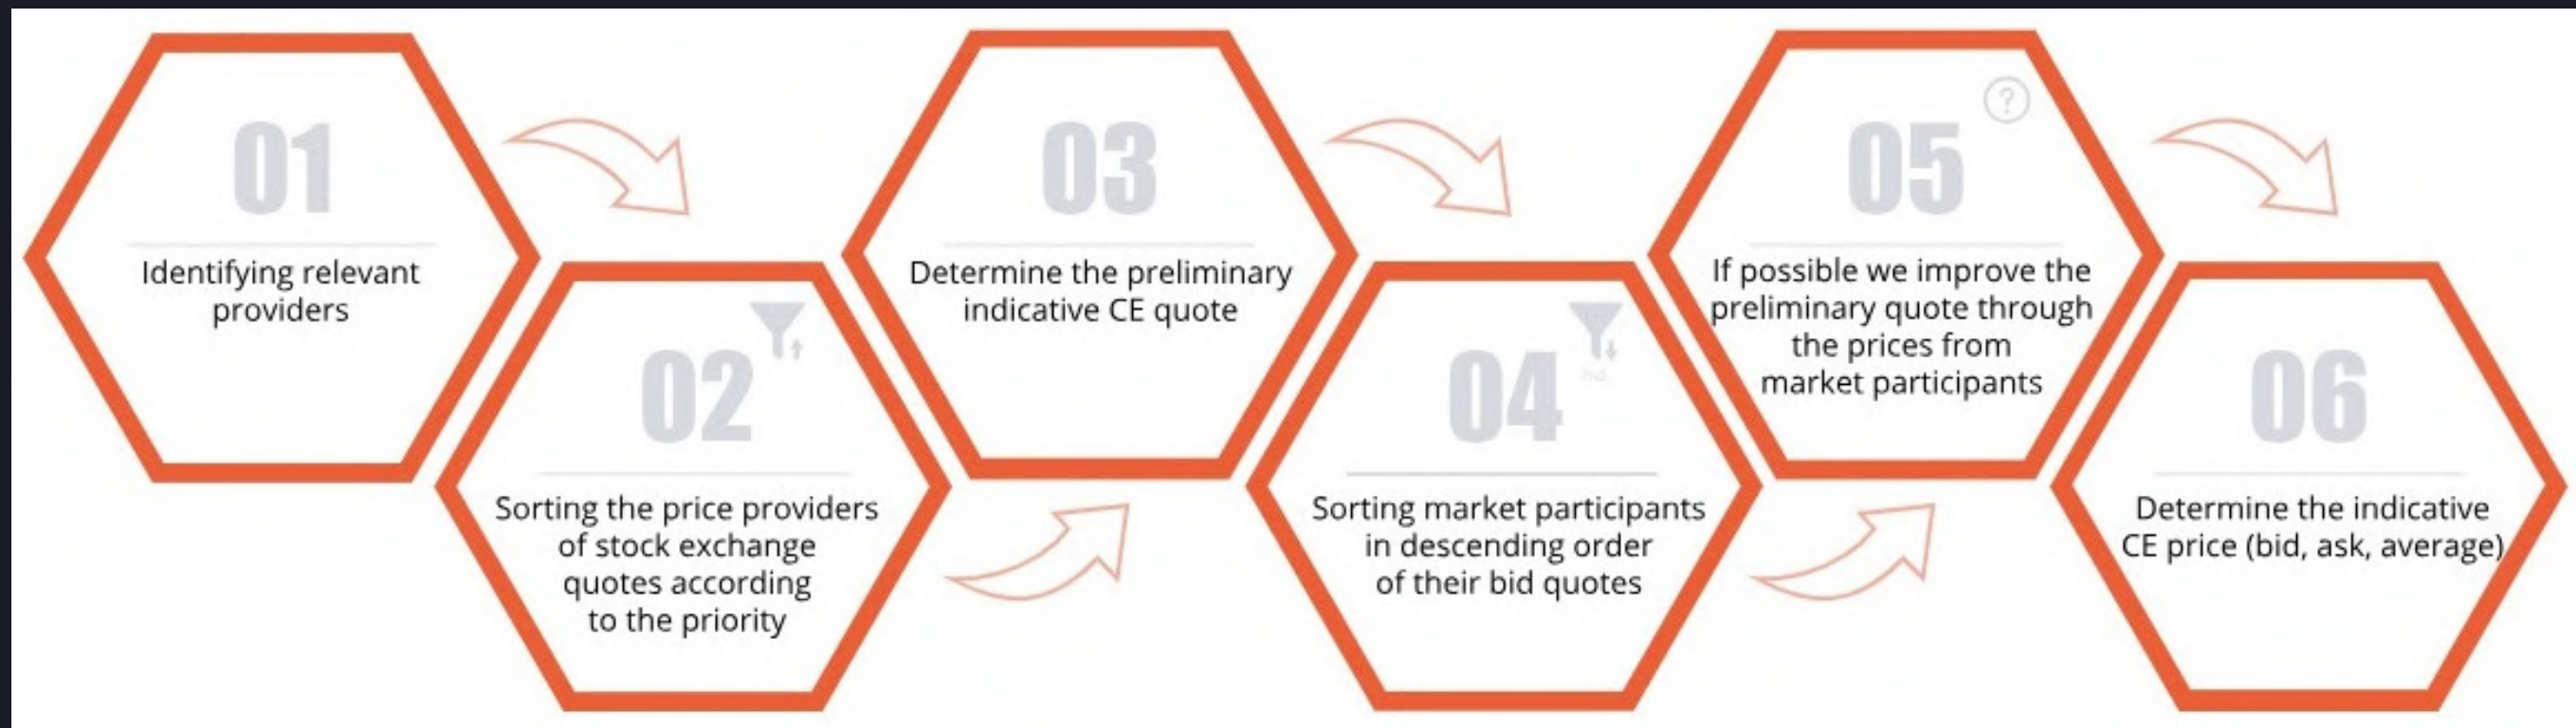 01
Identifying relevant
providers
02
Sorting the price providers
of stock exchange
quotes according
to the priority
03
Determine the preliminary
indicative CE quote
04
Sorting market participants
in descending order
of their bid quotes
?
05
If possible we improve the
preliminary quote through
the prices from
market participants
06
Determine the indicative
CE price (bid, ask, average)